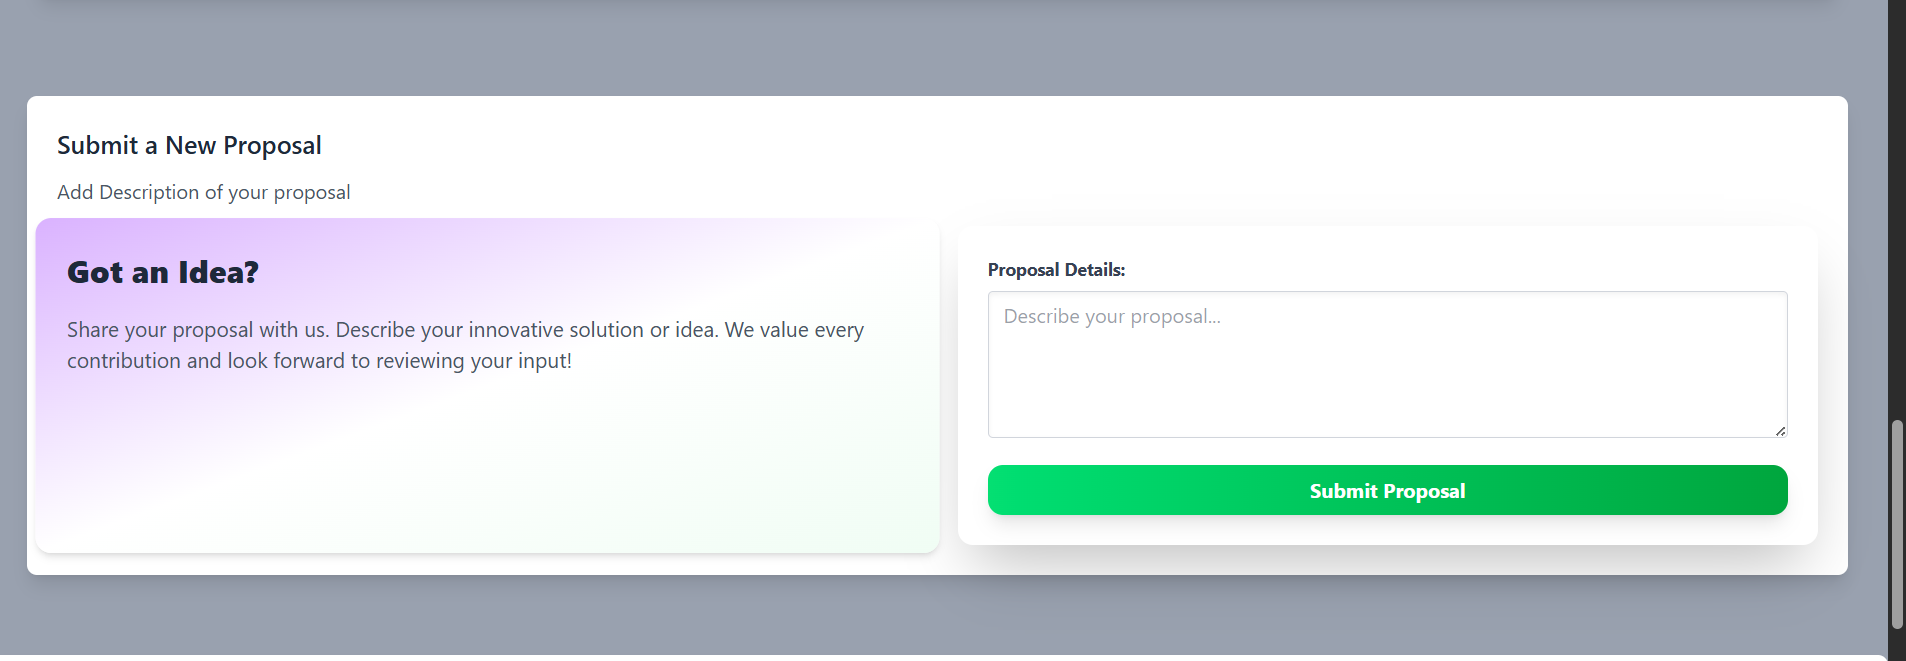 Submit a New Proposal
Add Description of your proposal
Got an Idea?
Share your proposal with us. Describe your innovative solution or idea. We value every
contribution and look forward to reviewing your input!
Proposal Details:
Describe your proposal...
Submit Proposal